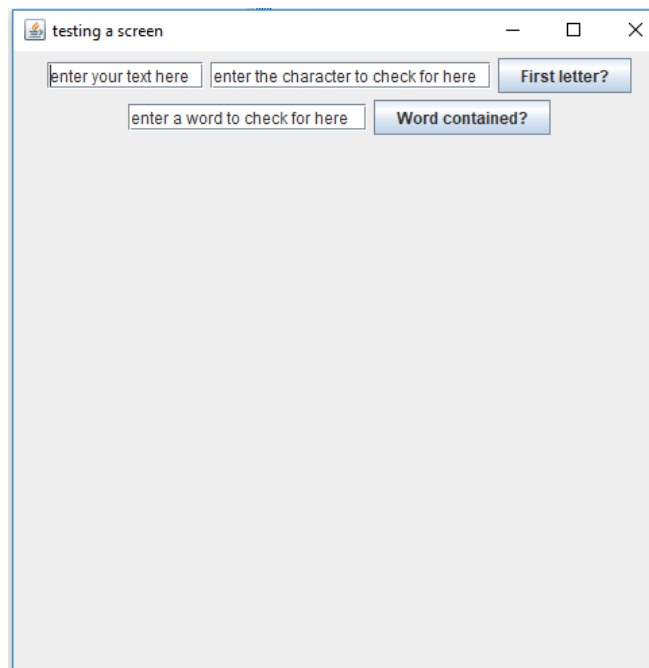 testing a screen
enter your text here enter the character to check for here First letter?
enter a word to check for here Word contained?